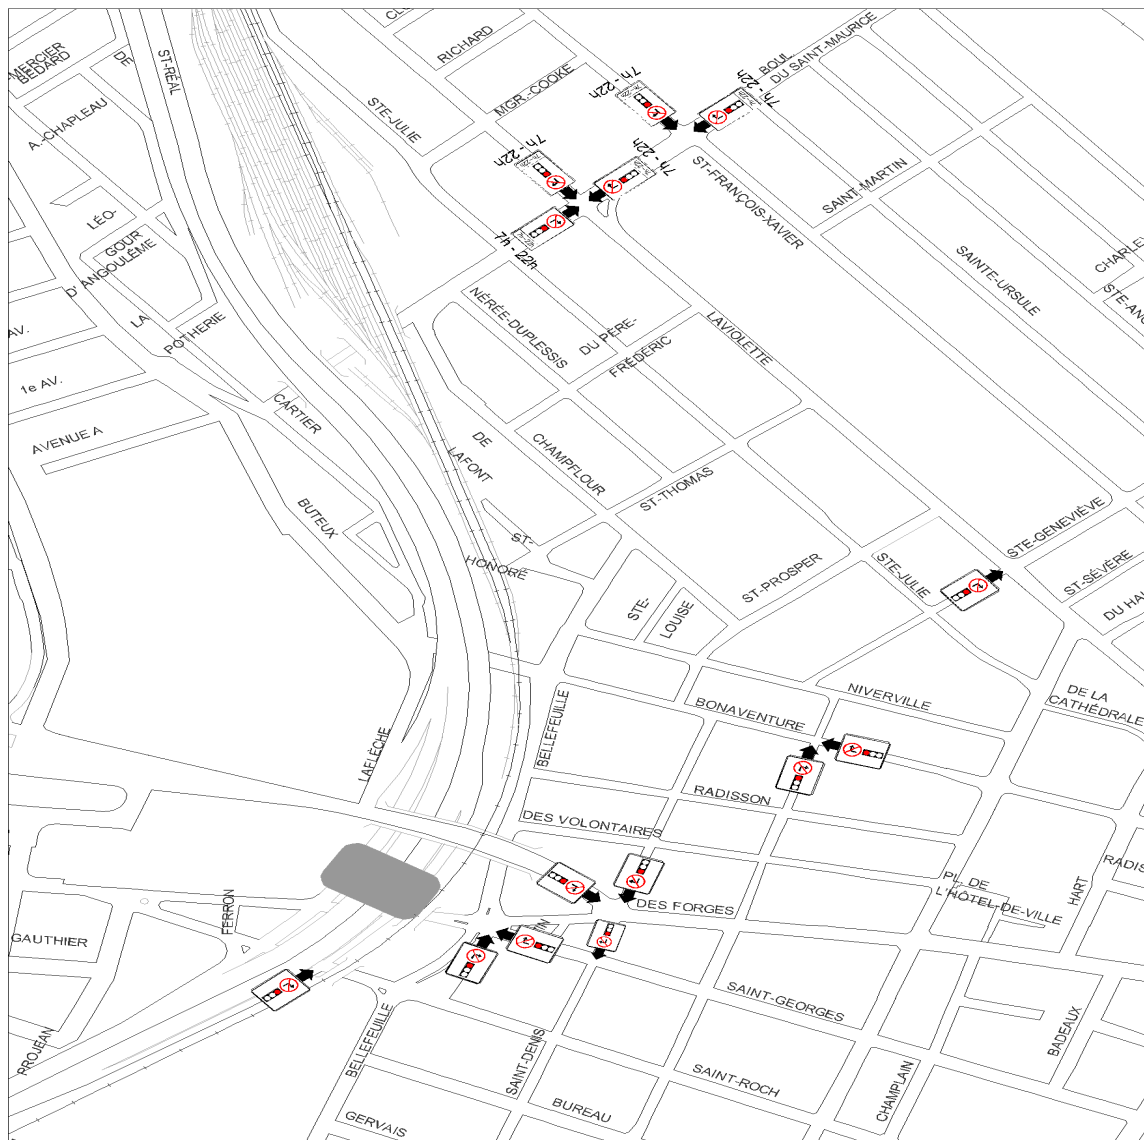 CL
MERCIER
BEDARD
DE
ST-RÉAL
RICHARD
BOUL.
DU SAINT-MAURICE
7h - 22h
7h - 22h
MGR.-COOKE
STE-JULIE
A.-CHAPLEAU
7h - 22h
7h - 22h
ST-FRANÇOIS-XAVIER
SAINT-MARTIN
LÉO-
GOUR
D' ANGOULÊME
7h - 22h
CHARLE
SAINTE-URSULE
STE-AN
NÉRÉE-DUPLESSIS
DU PÈRE-
FRÉDÉRIC
LAVIOLETTE
LA
POTHERIE
AV.
1e AV.
CARTIER
AVENUE A
DE
LAFONT
CHAMPFLOUR
ST-THOMAS
BUTEUX
ST-
HONORÉ
STE-GENEVIÈVE
ST-SÉVÈRE
ST-PROSPER
STE-JULIE
DU HA
STE-
LOUISE
NIVERVILLE
DE LA
CATHÉDRALE
BONAVENTURE
BELLEFEUILLE
LAFLÈCHE
RADISSON
DES VOLONTAIRES
RADIS
PL. DE
L'HÔTEL-DE-VILLE
HART
DES FORGES
FERRON
GAUTHIER
SAINT-GEORGES
BELLEFEUILLE
BADEAUX
PROJEAN
SAINT-DENIS
SAINT-ROCH
CHAMPLAIN
BUREAU
GERVAIS